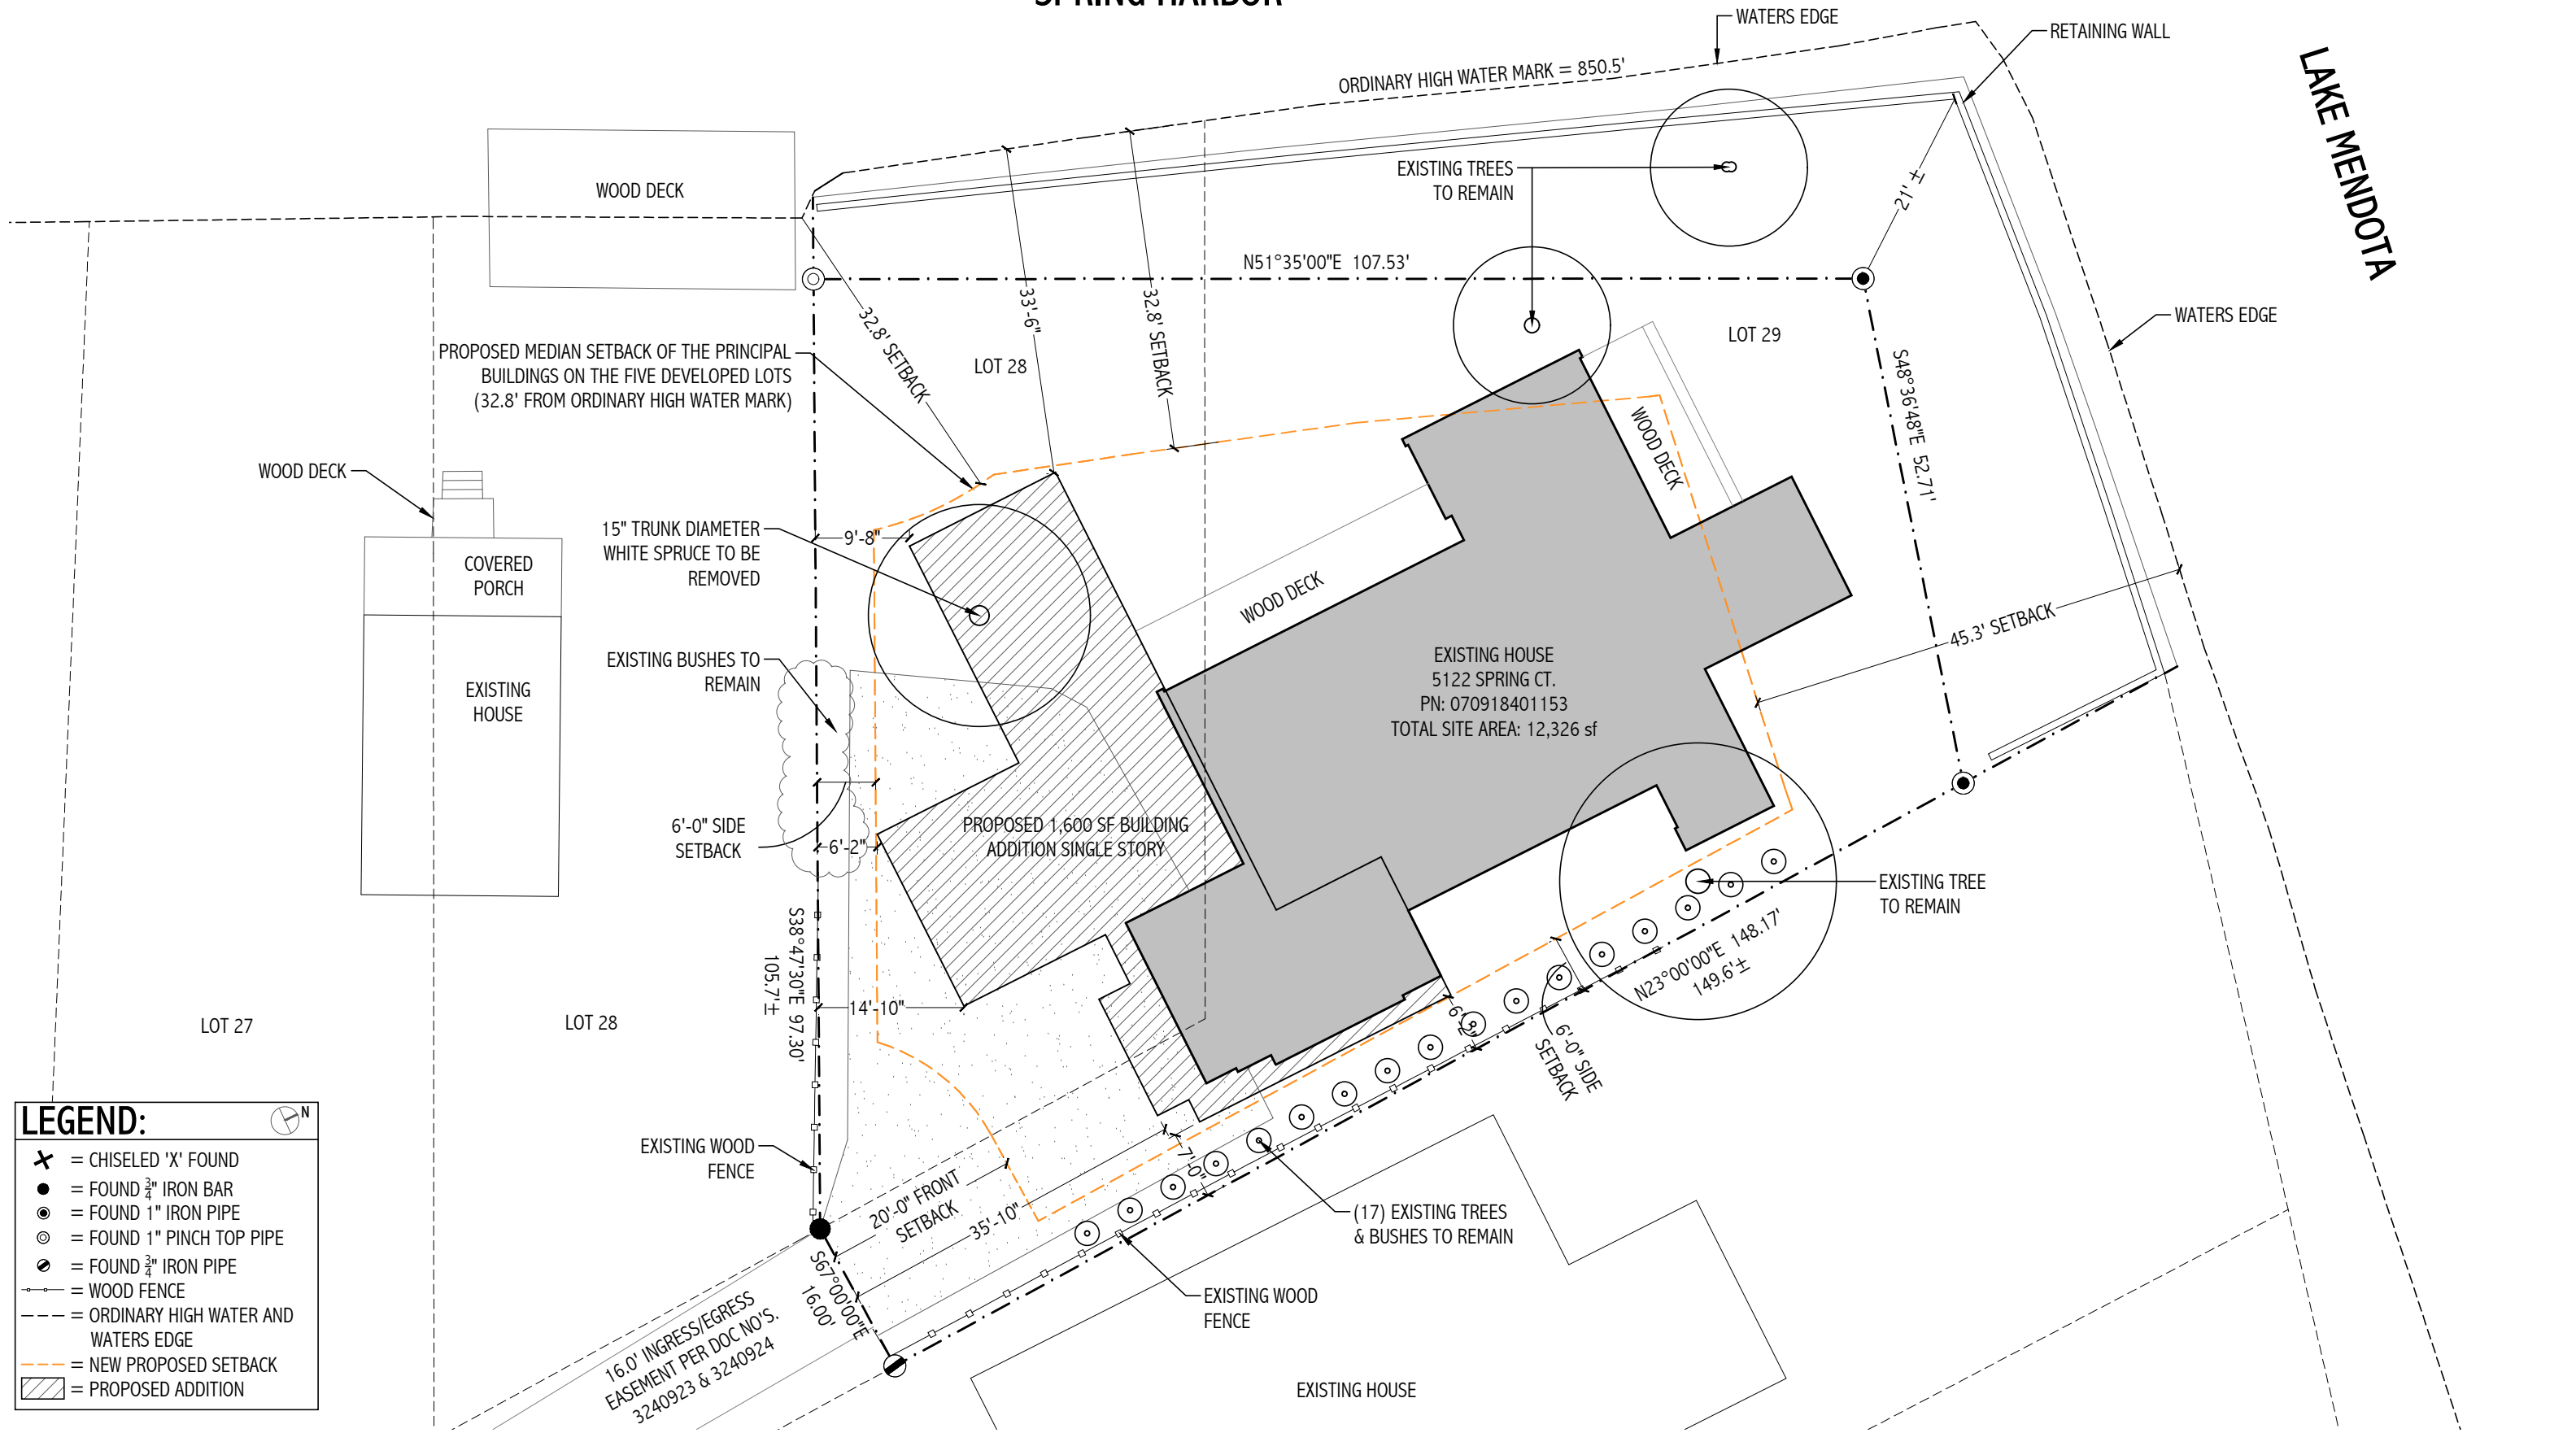 SPRING HARBOR
WATERS EDGE
RETAINING WALL
LAKE MENDOTA
ORDINARY HIGH WATER MARK = 850.5'
WOOD DECK
EXISTING TREES
TO REMAIN
21' ±
N51°35'00"E 107.53'
32.8' SETBACK
33'-6"
32.8' SETBACK
WATERS EDGE
LOT 29
LOT 28
PROPOSED MEDIAN SETBACK OF THE PRINCIPAL
BUILDINGS ON THE FIVE DEVELOPED LOTS
(32.8' FROM ORDINARY HIGH WATER MARK)
S48°36'48"E 52.71'
WOOD DECK
WOOD DECK
15" TRUNK DIAMETER
WHITE SPRUCE TO BE
REMOVED
9'-8"
COVERED
PORCH
WOOD DECK
45.3' SETBACK
EXISTING BUSHES TO
REMAIN
EXISTING HOUSE
5122 SPRING CT.
PN: 070918401153
TOTAL SITE AREA: 12,326 sf
EXISTING
HOUSE
6'-0" SIDE
SETBACK
6'-2"
PROPOSED 1,600 SF BUILDING
ADDITION SINGLE STORY
EXISTING TREE
TO REMAIN
S38°47'30"E 97.30'
105.7'±
N23°00'00"E 148.17'
149.6'±
14'-10"
6'-2"
6'-0" SIDE
SETBACK
LOT 27
LOT 28
EXISTING WOOD
FENCE
7'-0"
20'-0" FRONT
SETBACK
35'-10"
(17) EXISTING TREES
& BUSHES TO REMAIN
S67°00'00"E
16.00'
16.0' INGRESS/EGRESS
EASEMENT PER DOC NO'S.
3240923 & 3240924
EXISTING WOOD
FENCE
EXISTING HOUSE
LEGEND:
N
= CHISELED 'X' FOUND
= FOUND 3/4" IRON BAR
= FOUND 1" IRON PIPE
= FOUND 1" PINCH TOP PIPE
= FOUND 3/4" IRON PIPE
= WOOD FENCE
= ORDINARY HIGH WATER AND
WATERS EDGE
= NEW PROPOSED SETBACK
= PROPOSED ADDITION